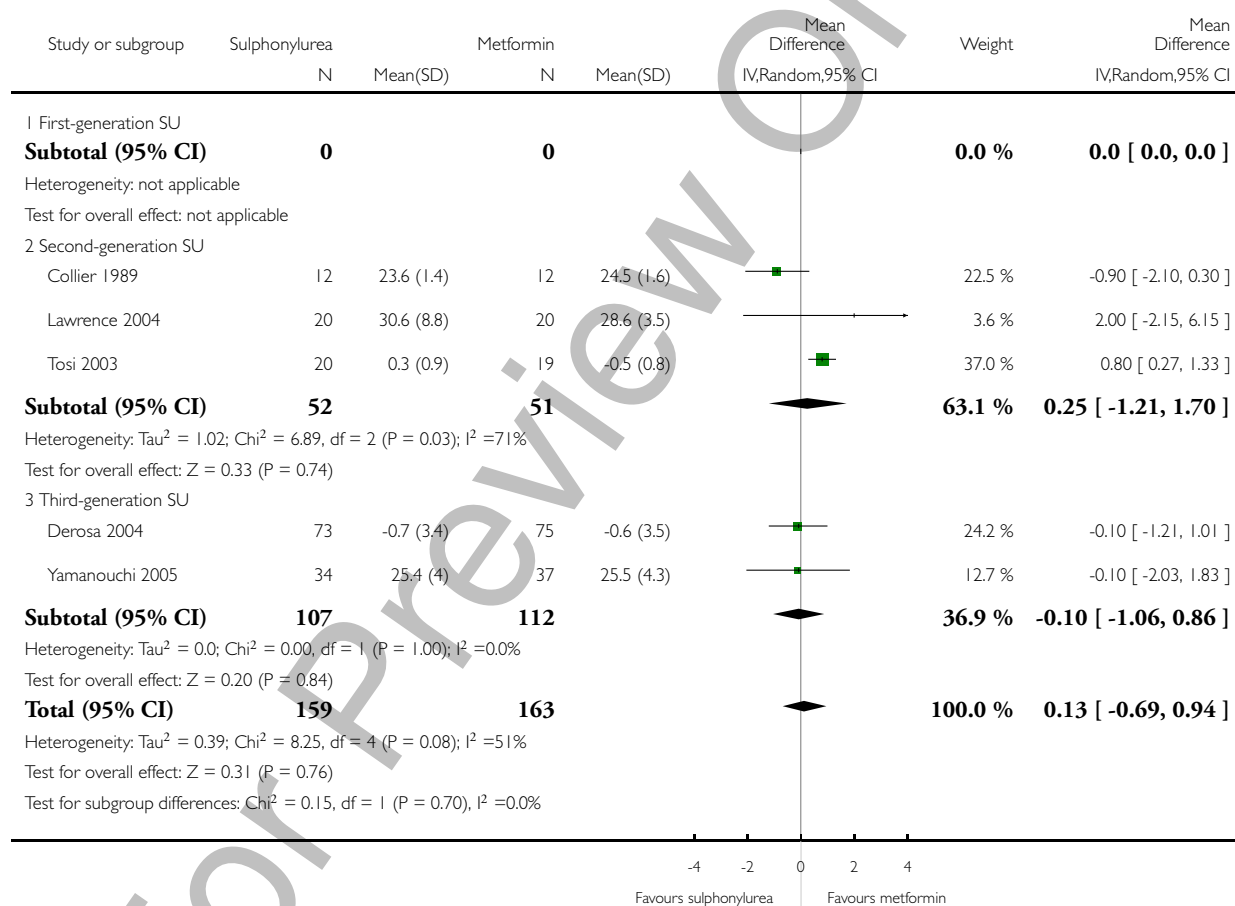 Study or subgroup Sulphonylurea Metformin Mean Difference Weight Mean Difference
N Mean(SD) N Mean(SD) IV,Random,95% CI IV,Random,95% CI
1 First-generation SU
Subtotal (95% CI) 0 0 0.0 % 0.0 [ 0.0, 0.0 ]
Heterogeneity: not applicable
Test for overall effect: not applicable
2 Second-generation SU
Collier 1989 12 23.6 (1.4) 12 24.5 (1.6) 22.5 % -0.90 [ -2.10, 0.30 ]
Lawrence 2004 20 30.6 (8.8) 20 28.6 (3.5) 3.6 % 2.00 [ -2.15, 6.15 ]
Tosi 2003 20 0.3 (0.9) 19 -0.5 (0.8) 37.0 % 0.80 [ 0.27, 1.33 ]
Subtotal (95% CI) 52 51 63.1 % 0.25 [ -1.21, 1.70 ]
Heterogeneity: Tau² = 1.02; Chi² = 6.89, df = 2 (P = 0.03); I² =71%
Test for overall effect: Z = 0.33 (P = 0.74)
3 Third-generation SU
Derosa 2004 73 -0.7 (3.4) 75 -0.6 (3.5) 24.2 % -0.10 [ -1.21, 1.01 ]
Yamanouchi 2005 34 25.4 (4) 37 25.5 (4.3) 12.7 % -0.10 [ -2.03, 1.83 ]
Subtotal (95% CI) 107 112 36.9 % -0.10 [ -1.06, 0.86 ]
Heterogeneity: Tau² = 0.0; Chi² = 0.00, df = 1 (P = 1.00); I² =0.0%
Test for overall effect: Z = 0.20 (P = 0.84)
Total (95% CI) 159 163 100.0 % 0.13 [ -0.69, 0.94 ]
Heterogeneity: Tau² = 0.39; Chi² = 8.25, df = 4 (P = 0.08); I² =51%
Test for overall effect: Z = 0.31 (P = 0.76)
Test for subgroup differences: Chi² = 0.15, df = 1 (P = 0.70), I² =0.0%
-4 -2 0 2 4
Favours sulphonylurea Favours metformin
for Preview